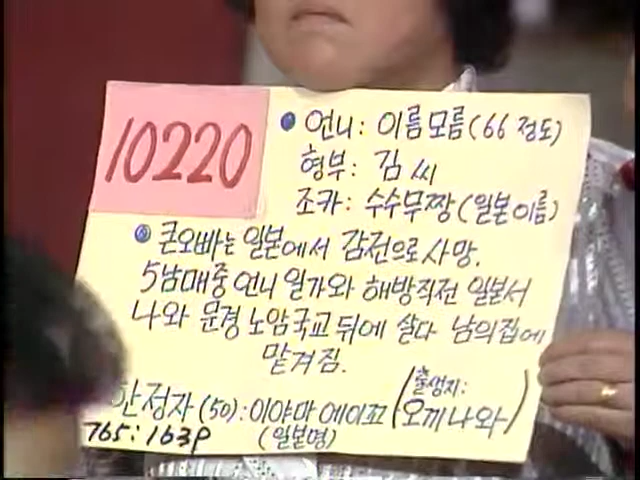 10220
● 언니: 이름모름(66 정도)
형부: 김 씨
조카: 수수무짱(일본이름)
● 큰오빠는 일본에서 감전으로 사망.
5남매중 언니 일가와 해방직전 일본서
나와 문경 노암국교 뒤에 살다 남의집에
맡겨짐.
안정자(50): 이야마에이꼬 (출생지: 오끼나와)
(일본명)
765:163P